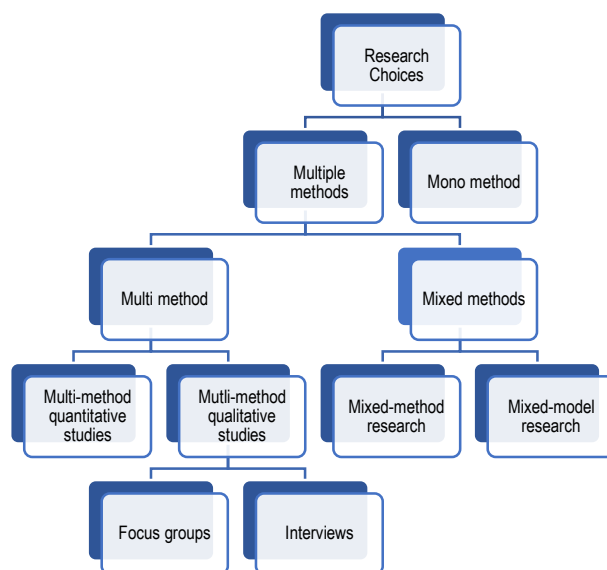 Research
Choices
Multiple
methods
Mono method
Multi method
Mixed methods
Multi-method
quantitative
studies
Mutli-method
qualitative
studies
Mixed-method
research
Mixed-model
research
Focus groups
Interviews